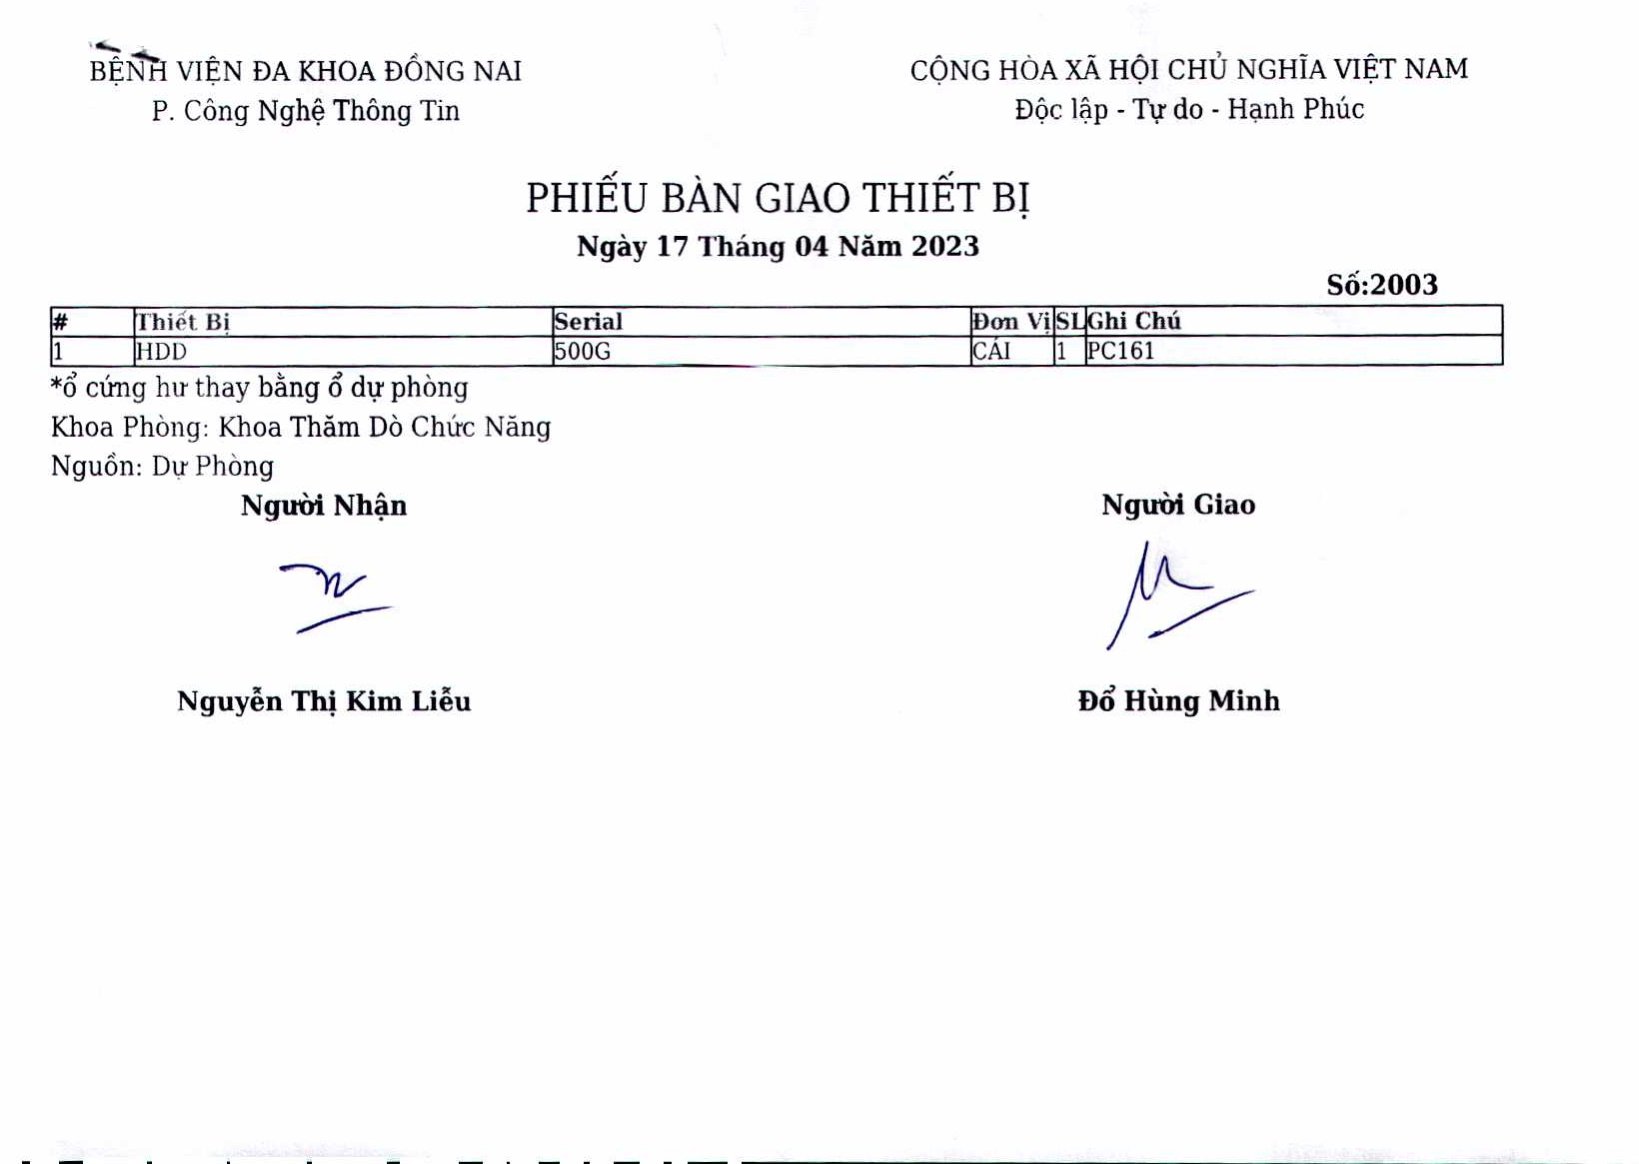 BỆNH VIỆN ĐA KHOA ĐỒNG NAI
P. Công Nghệ Thông Tin
CỘNG HÒA XÃ HỘI CHỦ NGHĨA VIỆT NAM
Độc lập - Tự do - Hạnh Phúc
PHIẾU BÀN GIAO THIẾT BỊ
Ngày 17 Tháng 04 Năm 2023
Số:2003
# Thiết Bị Serial Đơn Vị SL Ghi Chú
1 HDD 500G CÁI 1 PC161
*ổ cứng hư thay bằng ổ dự phòng
Khoa Phòng: Khoa Thăm Dò Chức Năng
Nguồn: Dự Phòng
Người Nhận Người Giao
Nguyễn Thị Kim Liễu Đổ Hùng Minh